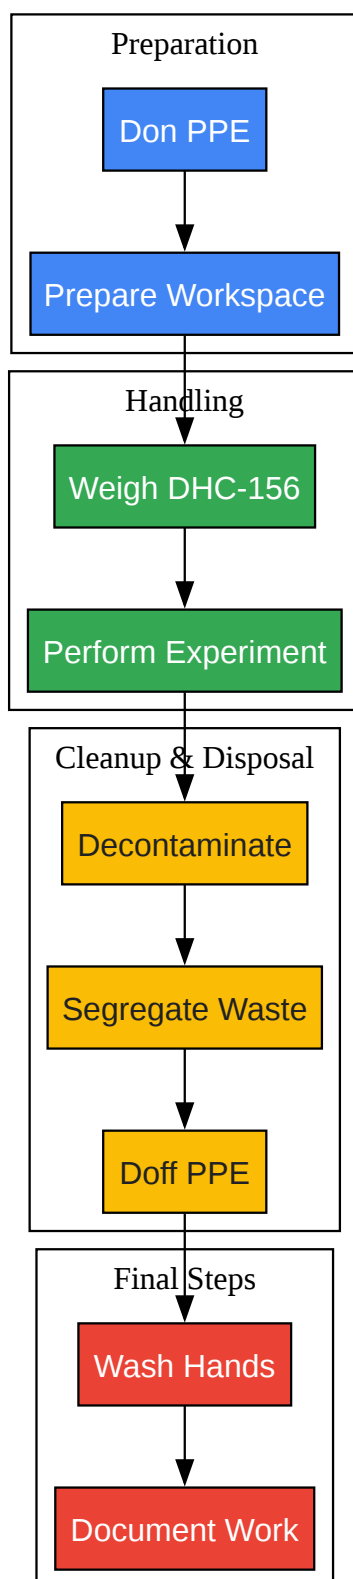 Preparation
Don PPE
Prepare Workspace
Handling
Weigh DHC-156
Perform Experiment
Cleanup & Disposal
Decontaminate
Segregate Waste
Doff PPE
Final Steps
Wash Hands
Document Work